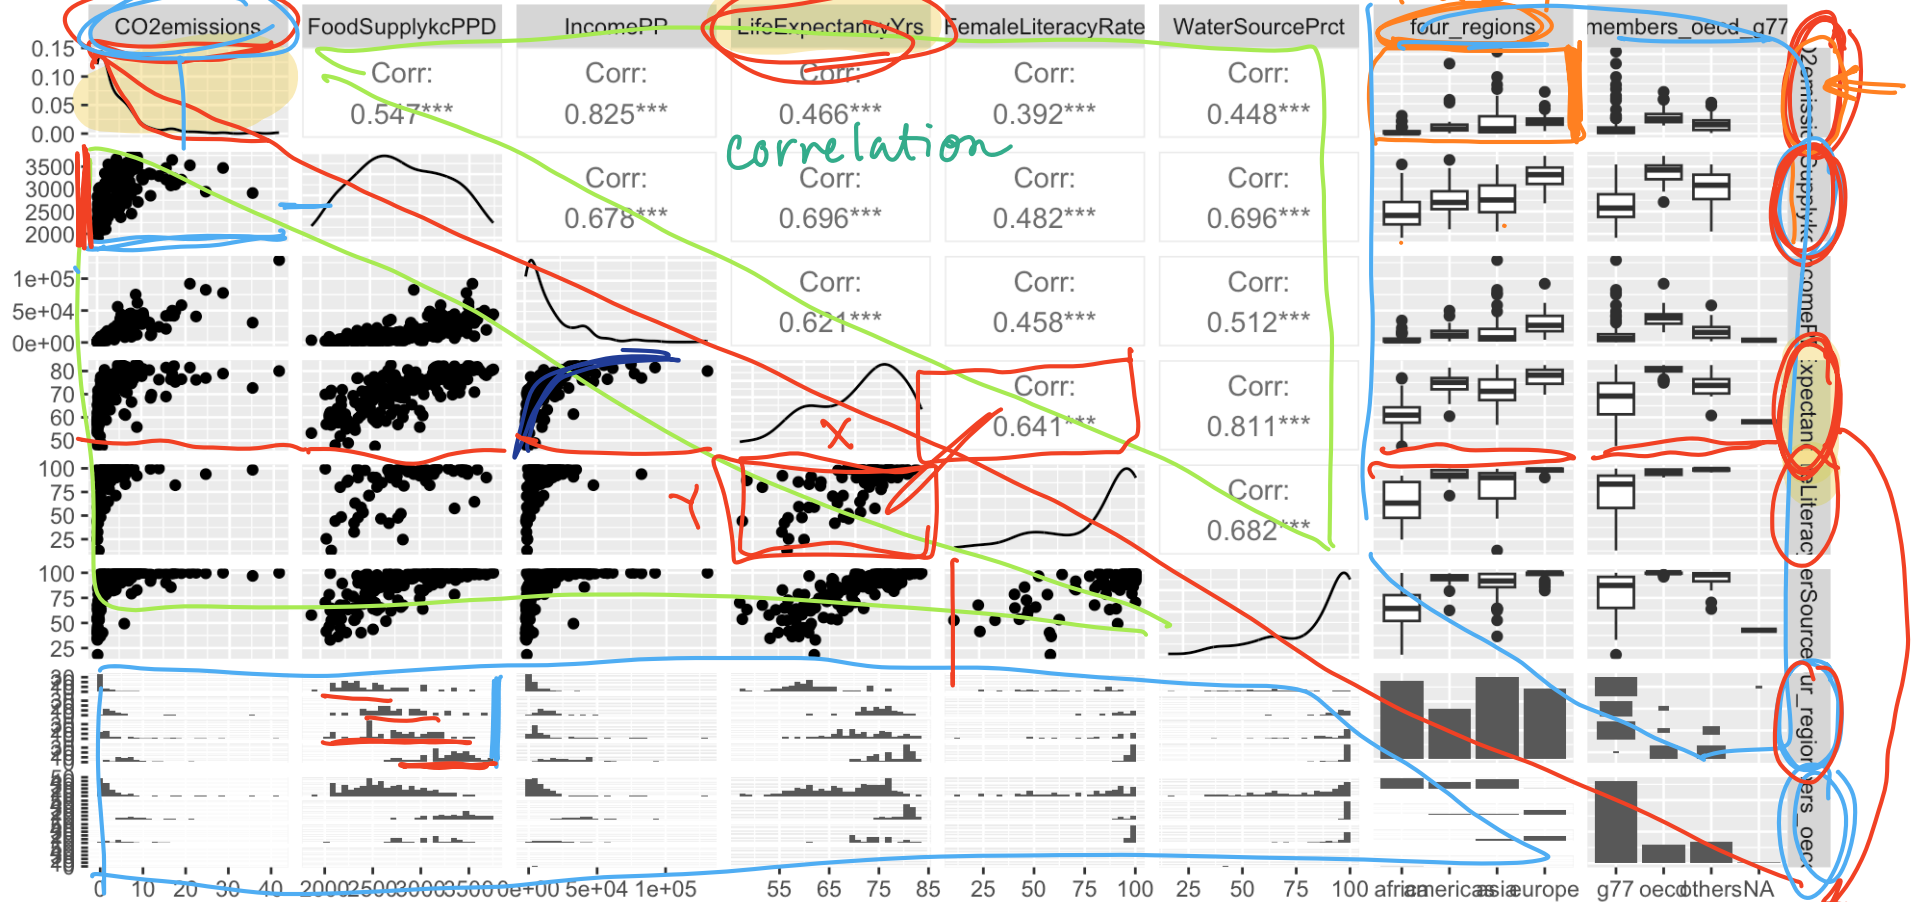 CO2emissions FoodSupplykcPPD IncomePP LifeExpectancyYrs FemaleLiteracyRate WaterSourcePrct four_regions members_oecd_g77
0.15
0.10
0.05
0.00
Corr: Corr: Corr: Corr: Corr:
0.547*** 0.825*** 0.466*** 0.392*** 0.448***
correlation
3500
3000
2500
2000
Corr: Corr: Corr: Corr:
0.678*** 0.696*** 0.482*** 0.696***
1e+05
5e+04
0e+00
Corr: Corr: Corr:
0.621*** 0.458*** 0.512***
80
70
60
50
Corr: Corr:
0.641*** 0.811***
X
100
75
50
25
Y
Corr:
0.682***
100
75
50
25
0 10 20 30 40
0e+00 5e+04 1e+05
55 65 75 85
25 50 75 100
25 50 75 100
africa americas asia europe
g77 oecd others NA